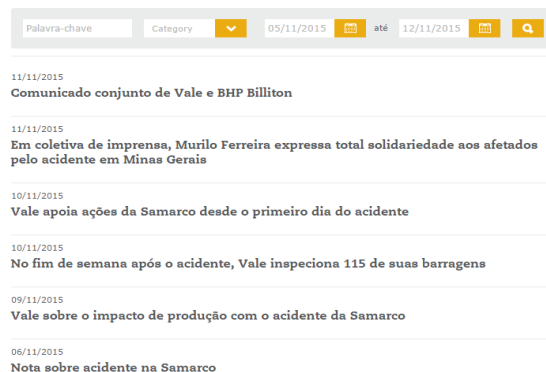 Palavra-chave Category 05/11/2015 até 12/11/2015
11/11/2015
Comunicado conjunto de Vale e BHP Billiton
11/11/2015
Em coletiva de imprensa, Murilo Ferreira expressa total solidariedade aos afetados
pelo acidente em Minas Gerais
10/11/2015
Vale apoia ações da Samarco desde o primeiro dia do acidente
10/11/2015
No fim de semana após o acidente, Vale inspeciona 115 de suas barragens
09/11/2015
Vale sobre o impacto de produção com o acidente da Samarco
06/11/2015
Nota sobre acidente na Samarco